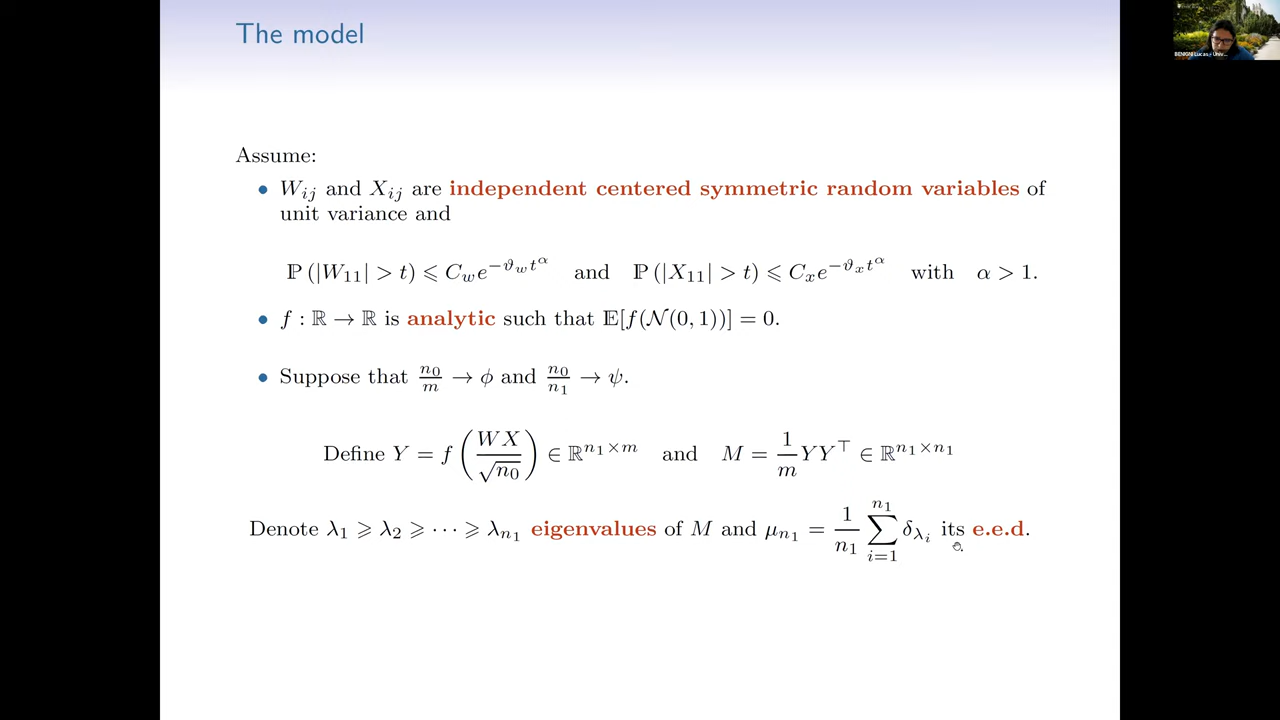 The model
Assume:
• W_{ij} and X_{ij} are independent centered symmetric random variables of
unit variance and
ℙ(|W_{11}| > t) ⩽ C_w e^{−ϑ_w t^α} and ℙ(|X_{11}| > t) ⩽ C_x e^{−ϑ_x t^α} with α > 1.
• f : ℝ → ℝ is analytic such that 𝔼[f(𝒩(0, 1))] = 0.
• Suppose that n_0/m → ϕ and n_0/n_1 → ψ.
Define Y = f(WX/√n_0) ∈ ℝ^{n_1×m} and M = 1/m YY^⊤ ∈ ℝ^{n_1×n_1}
Denote λ_1 ⩾ λ_2 ⩾ ⋯ ⩾ λ_{n_1} eigenvalues of M and μ_{n_1} = 1/n_1 ∑_{i=1}^{n_1} δ_{λ_i} its e.e.d.
BENIGNI Lucas - Univ...